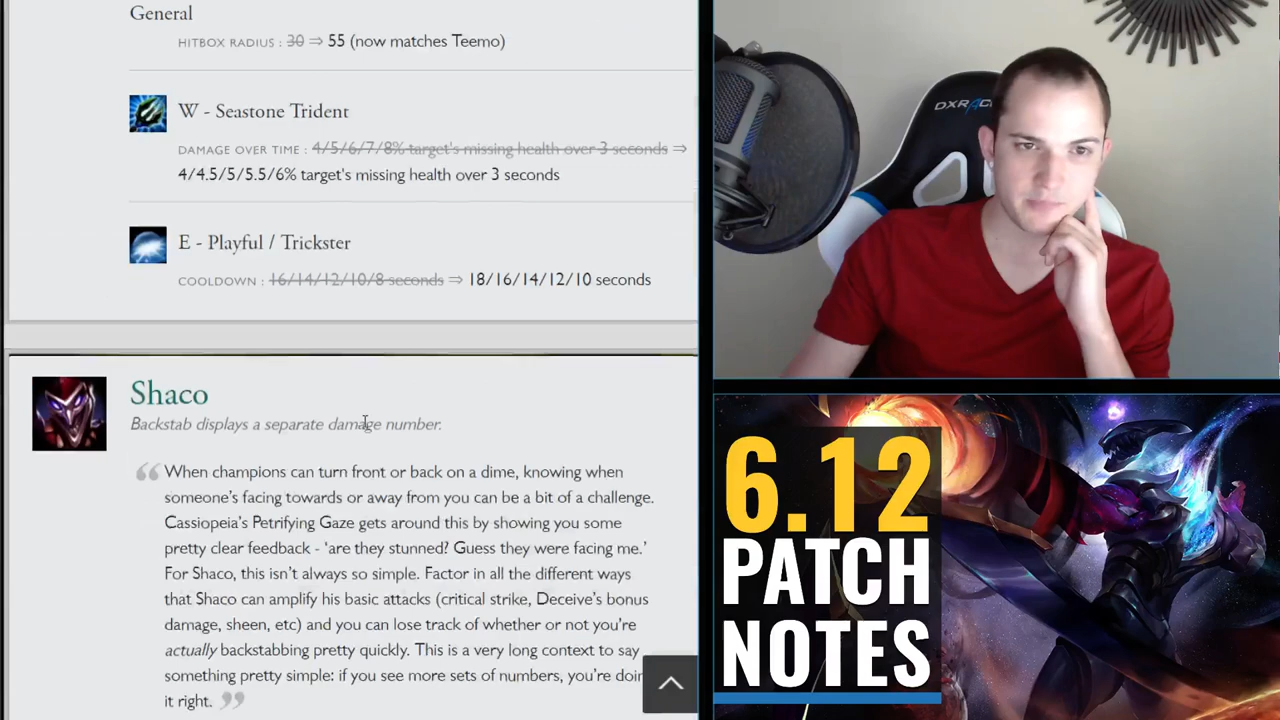 General
HITBOX RADIUS : 30 ⇒ 55 (now matches Teemo)
W - Seastone Trident
DAMAGE OVER TIME : 4/5/6/7/8% target's missing health over 3 seconds ⇒
4/4.5/5/5.5/6% target's missing health over 3 seconds
E - Playful / Trickster
COOLDOWN : 16/14/12/10/8 seconds ⇒ 18/16/14/12/10 seconds
Shaco
Backstab displays a separate damage number.
“ When champions can turn front or back on a dime, knowing when
someone’s facing towards or away from you can be a bit of a challenge.
Cassiopeia’s Petrifying Gaze gets around this by showing you some
pretty clear feedback - ‘are they stunned? Guess they were facing me.’
For Shaco, this isn’t always so simple. Factor in all the different ways
that Shaco can amplify his basic attacks (critical strike, Deceive’s bonus
damage, sheen, etc) and you can lose track of whether or not you’re
actually backstabbing pretty quickly. This is a very long context to say
something pretty simple: if you see more sets of numbers, you’re doin
it right. ”
DXRAC
6.12
PATCH
NOTES